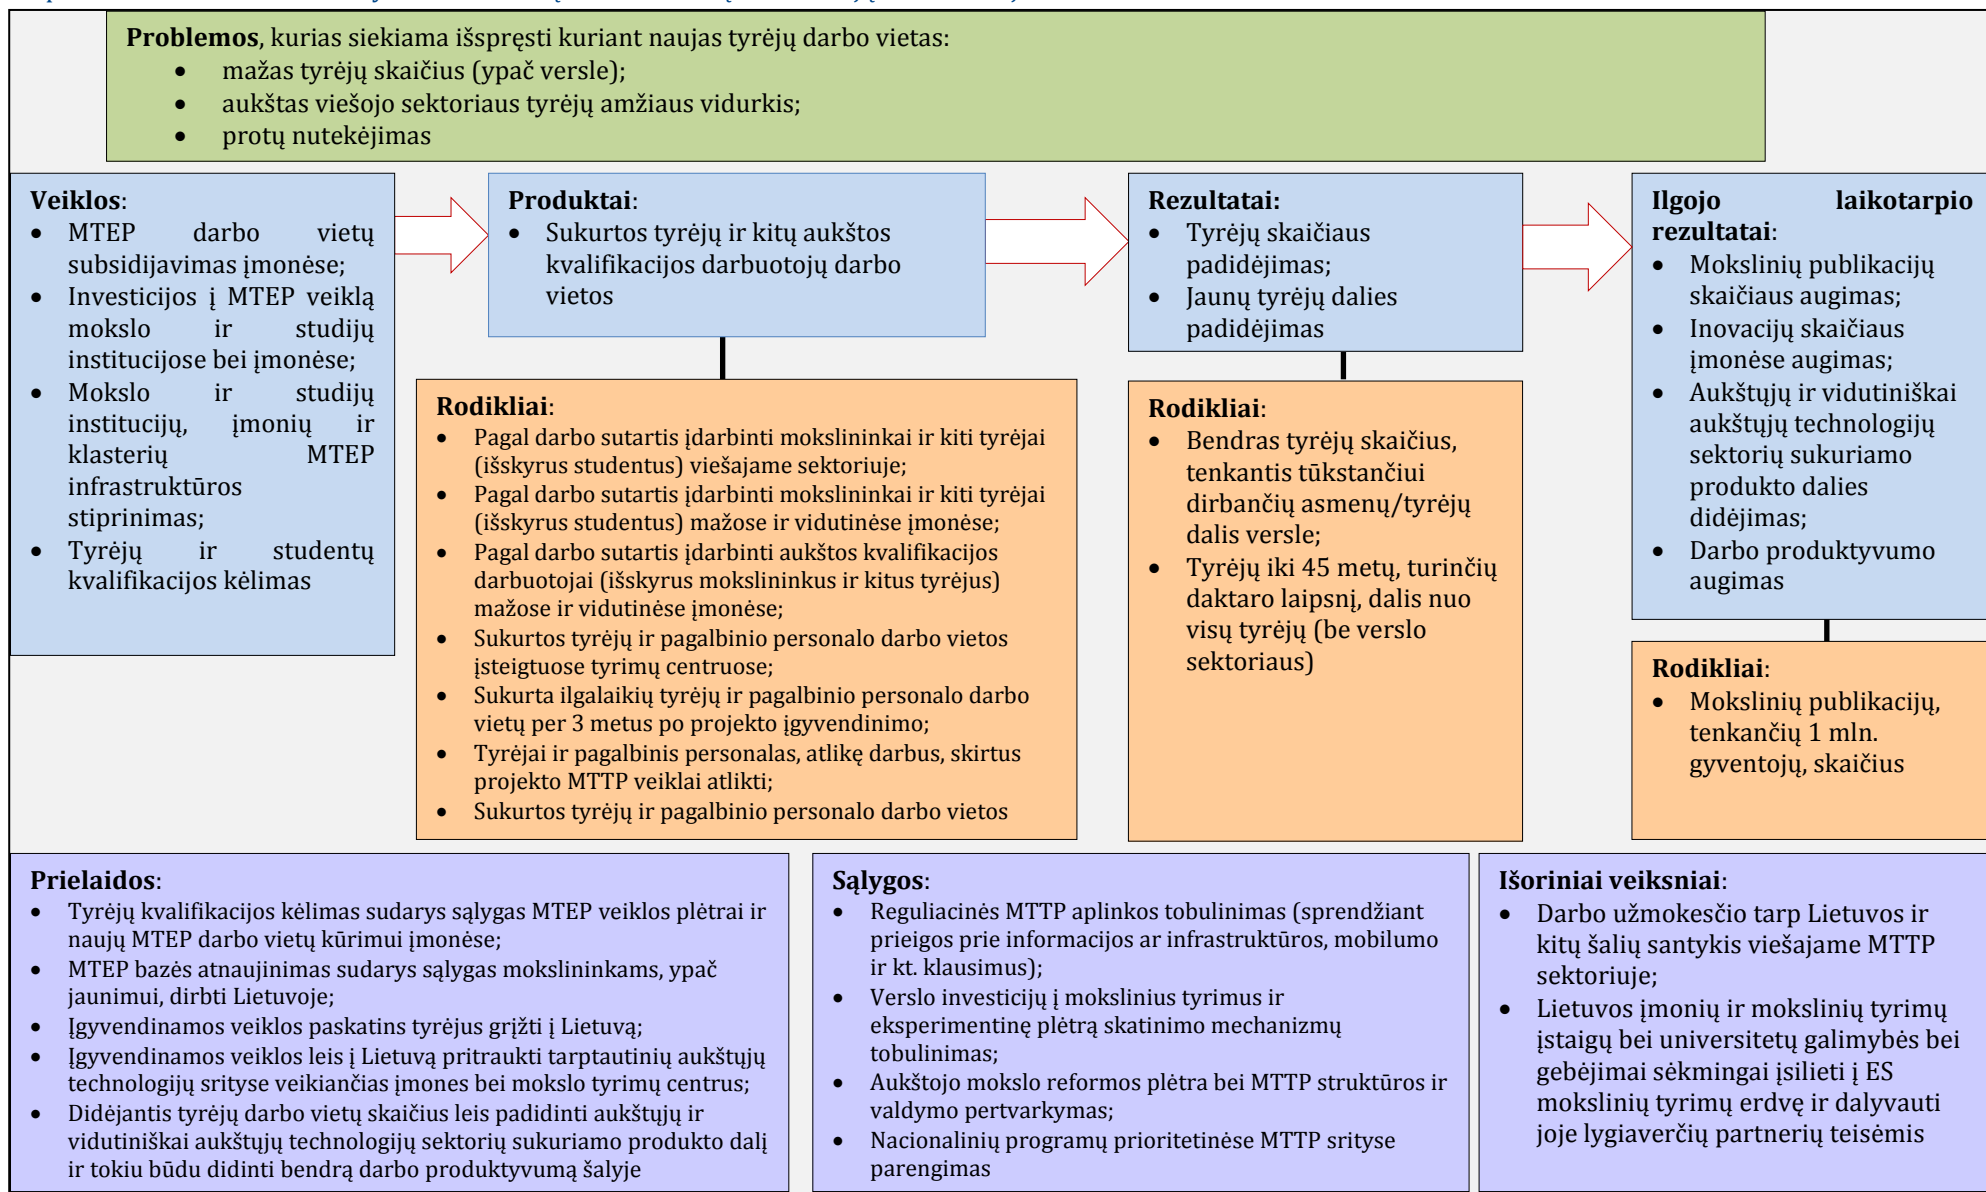 Problemos, kurias siekiama išspręsti kuriant naujas tyrėjų darbo vietas:
• mažas tyrėjų skaičius (ypač versle);
• aukštas viešojo sektoriaus tyrėjų amžiaus vidurkis;
• protų nutekėjimas
Veiklos:
• MTEP darbo vietų
subsidijavimas įmonėse;
• Investicijos į MTEP veiklą
mokslo ir studijų
institucijose bei įmonėse;
• Mokslo ir studijų
institucijų, įmonių ir
klasterių MTEP
infrastruktūros
stiprinimas;
• Tyrėjų ir studentų
kvalifikacijos kėlimas
Produktai:
• Sukurtos tyrėjų ir kitų aukštos
kvalifikacijos darbuotojų darbo
vietos
Rodikliai:
• Pagal darbo sutartis įdarbinti mokslininkai ir kiti tyrėjai
(išskyrus studentus) viešajame sektoriuje;
• Pagal darbo sutartis įdarbinti mokslininkai ir kiti tyrėjai
(išskyrus studentus) mažose ir vidutinėse įmonėse;
• Pagal darbo sutartis įdarbinti aukštos kvalifikacijos
darbuotojai (išskyrus mokslininkus ir kitus tyrėjus)
mažose ir vidutinėse įmonėse;
• Sukurtos tyrėjų ir pagalbinio personalo darbo vietos
įsteigtuose tyrimų centruose;
• Sukurta ilgalaikių tyrėjų ir pagalbinio personalo darbo
vietų per 3 metus po projekto įgyvendinimo;
• Tyrėjai ir pagalbinis personalas, atlikę darbus, skirtus
projekto MTTP veiklai atlikti;
• Sukurtos tyrėjų ir pagalbinio personalo darbo vietos
Rezultatai:
• Tyrėjų skaičiaus
padidėjimas;
• Jaunų tyrėjų dalies
padidėjimas
Rodikliai:
• Bendras tyrėjų skaičius,
tenkantis tūkstančiui
dirbančių asmenų/tyrėjų
dalis versle;
• Tyrėjų iki 45 metų, turinčių
daktaro laipsnį, dalis nuo
visų tyrėjų (be verslo
sektoriaus)
Ilgojo laikotarpio
rezultatai:
• Mokslinių publikacijų
skaičiaus augimas;
• Inovacijų skaičiaus
įmonėse augimas;
• Aukštųjų ir vidutiniškai
aukštųjų technologijų
sektorių sukuriamo
produkto dalies
didėjimas;
• Darbo produktyvumo
augimas
Rodikliai:
• Mokslinių publikacijų,
tenkančių 1 mln.
gyventojų, skaičius
Prielaidos:
• Tyrėjų kvalifikacijos kėlimas sudarys sąlygas MTEP veiklos plėtrai ir
naujų MTEP darbo vietų kūrimui įmonėse;
• MTEP bazės atnaujinimas sudarys sąlygas mokslininkams, ypač
jaunimui, dirbti Lietuvoje;
• Įgyvendinamos veiklos paskatins tyrėjus grįžti į Lietuvą;
• Įgyvendinamos veiklos leis į Lietuvą pritraukti tarptautinių aukštųjų
technologijų srityse veikiančias įmones bei mokslo tyrimų centrus;
• Didėjantis tyrėjų darbo vietų skaičius leis padidinti aukštųjų ir
vidutiniškai aukštųjų technologijų sektorių sukuriamo produkto dalį
ir tokiu būdu didinti bendrą darbo produktyvumą šalyje
Sąlygos:
• Reguliacinės MTTP aplinkos tobulinimas (sprendžiant
prieigos prie informacijos ar infrastruktūros, mobilumo
ir kt. klausimus);
• Verslo investicijų į mokslinius tyrimus ir
eksperimentinę plėtrą skatinimo mechanizmų
tobulinimas;
• Aukštojo mokslo reformos plėtra bei MTTP struktūros ir
valdymo pertvarkymas;
• Nacionalinių programų prioritetinėse MTTP srityse
parengimas
Išoriniai veiksniai:
• Darbo užmokesčio tarp Lietuvos ir
kitų šalių santykis viešajame MTTP
sektoriuje;
• Lietuvos įmonių ir mokslinių tyrimų
įstaigų bei universitetų galimybės bei
gebėjimai sėkmingai įsilieti į ES
mokslinių tyrimų erdvę ir dalyvauti
joje lygiaverčių partnerių teisėmis